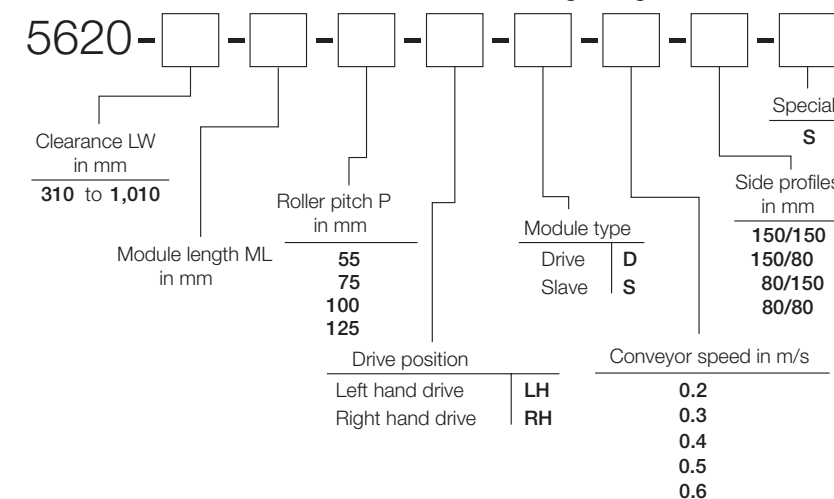 5620-
Special
S
Clearance LW
in mm
310 to 1,010
Side profiles
in mm
150/150
150/80
80/150
80/80
Roller pitch P
in mm
55
75
100
125
Module type
Drive D
Slave S
Module length ML
in mm
Drive position
Left hand drive LH
Right hand drive RH
Conveyor speed in m/s
0.2
0.3
0.4
0.5
0.6